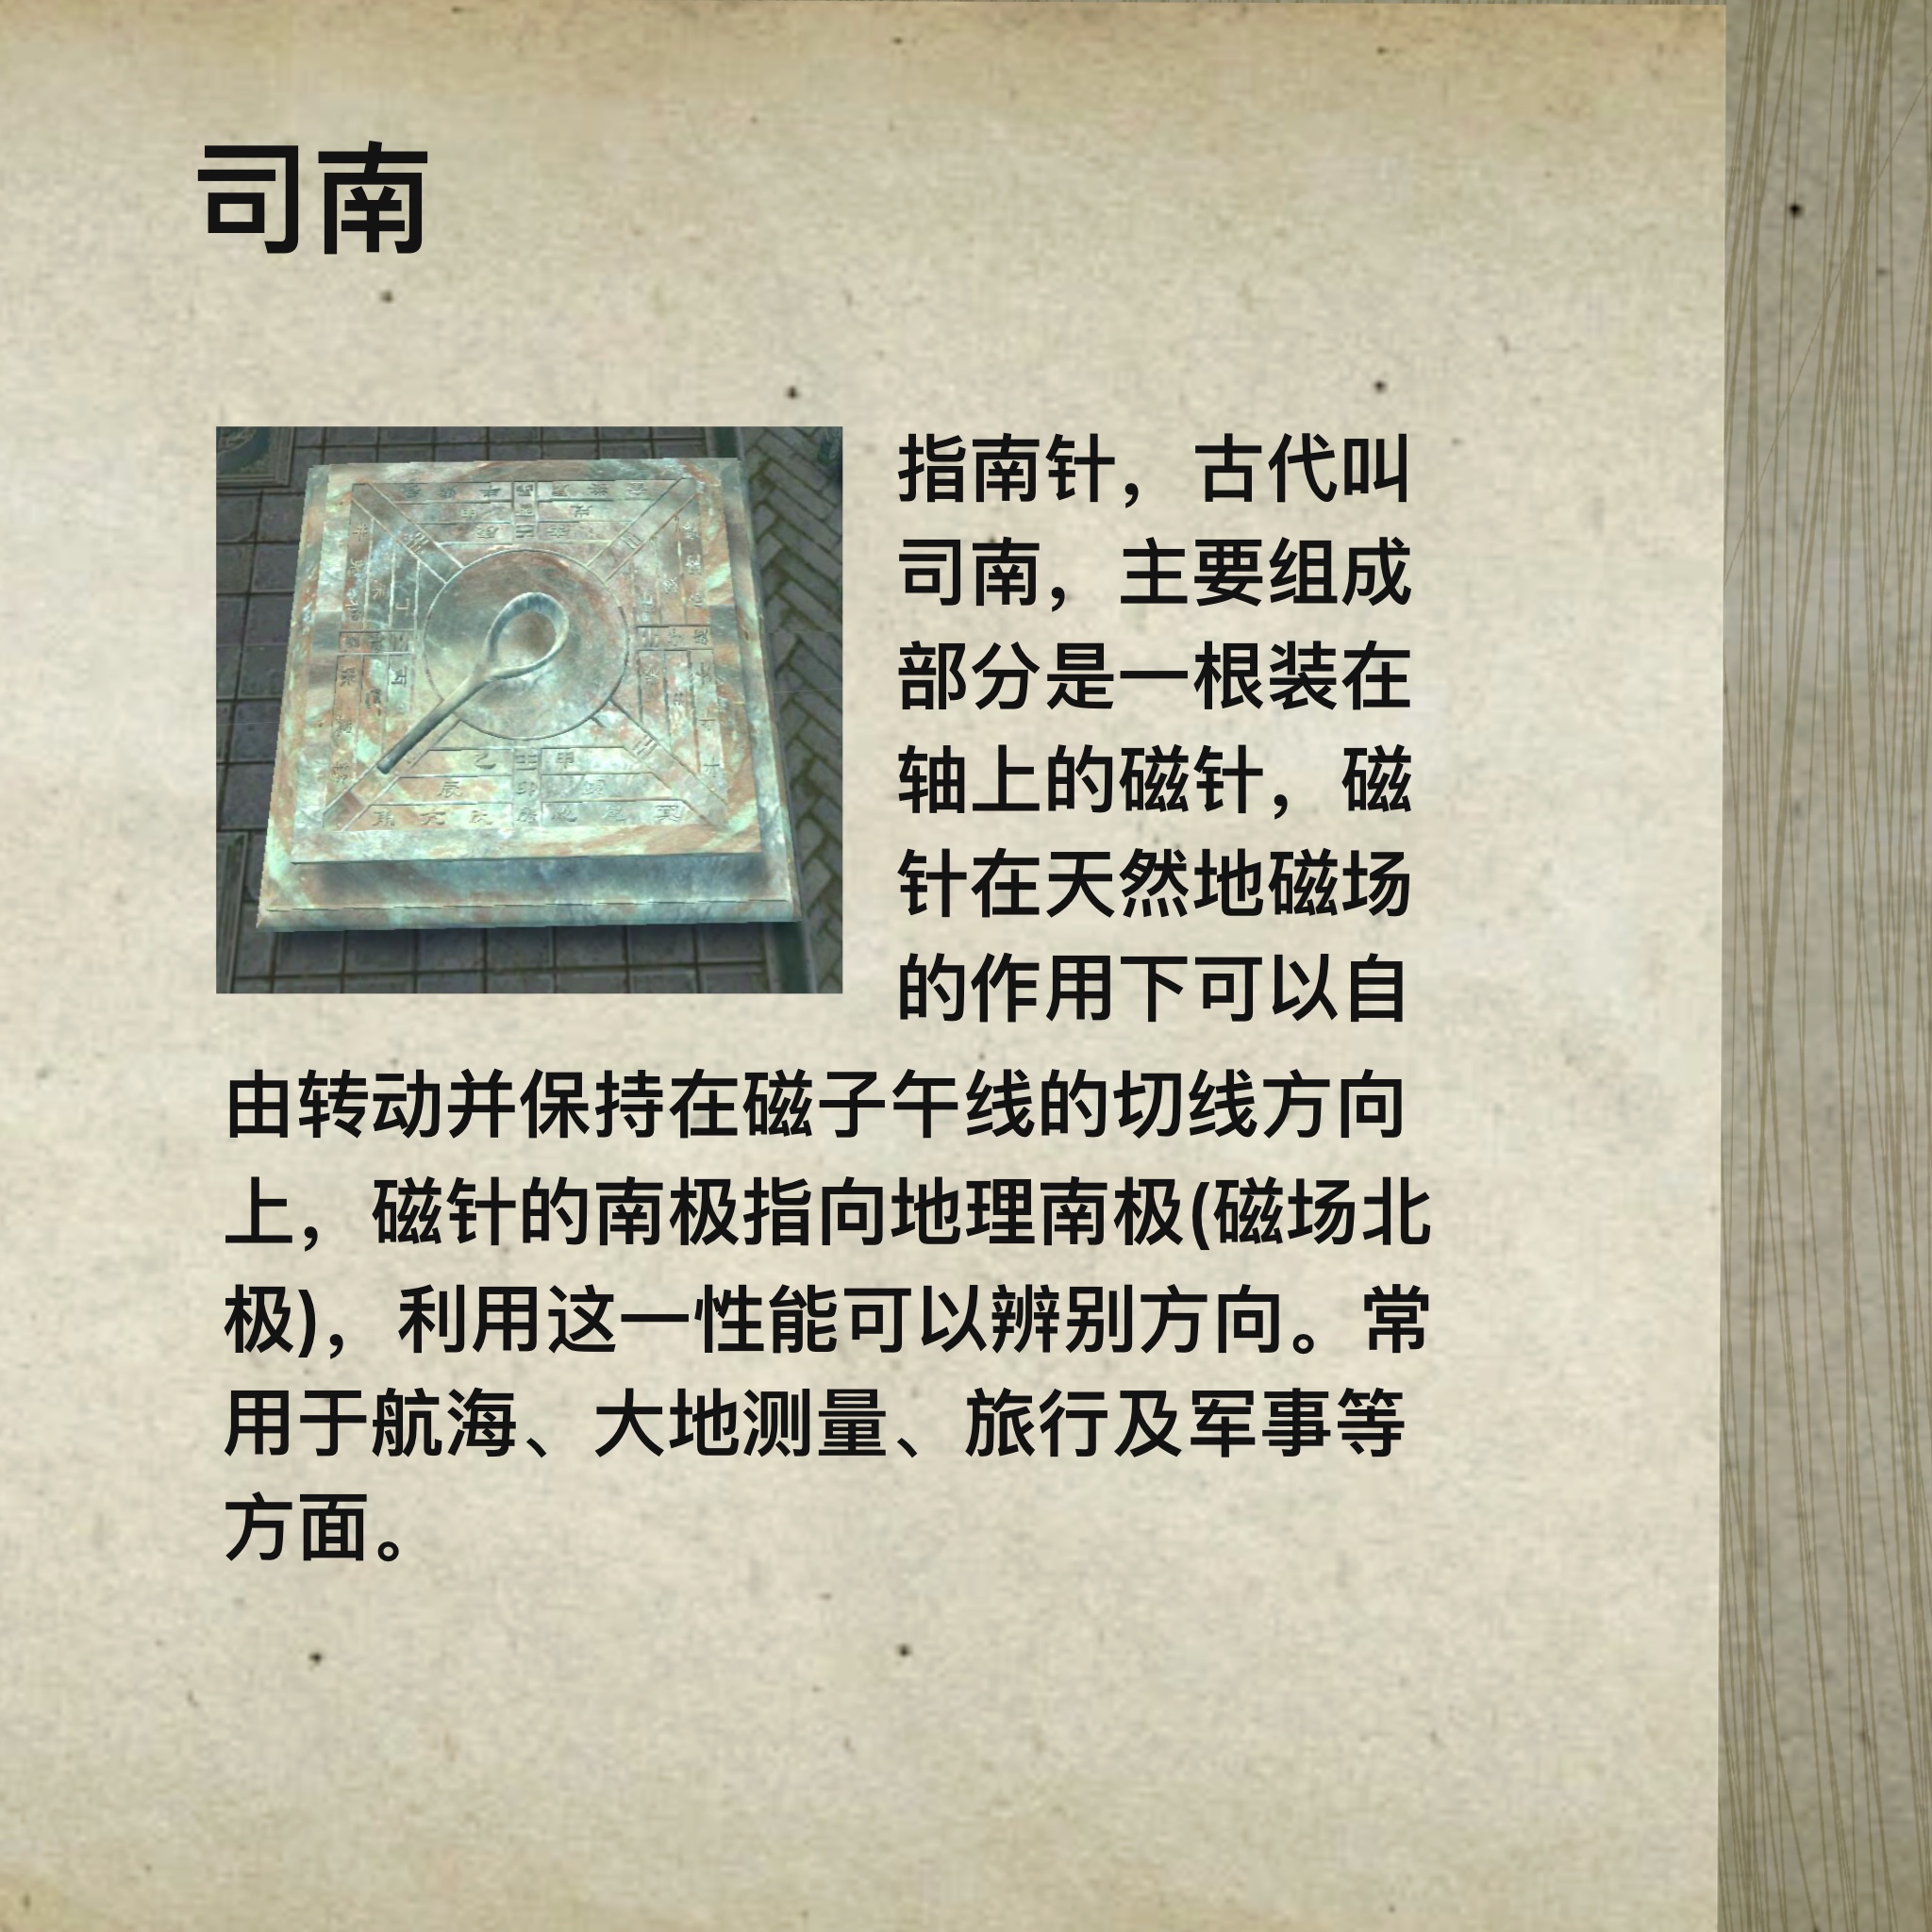 司南
指南针，古代叫
司南，主要组成
部分是一根装在
轴上的磁针，磁
针在天然地磁场
的作用下可以自
由转动并保持在磁子午线的切线方向
上，磁针的南极指向地理南极(磁场北
极)，利用这一性能可以辨别方向。常
用于航海、大地测量、旅行及军事等
方面。